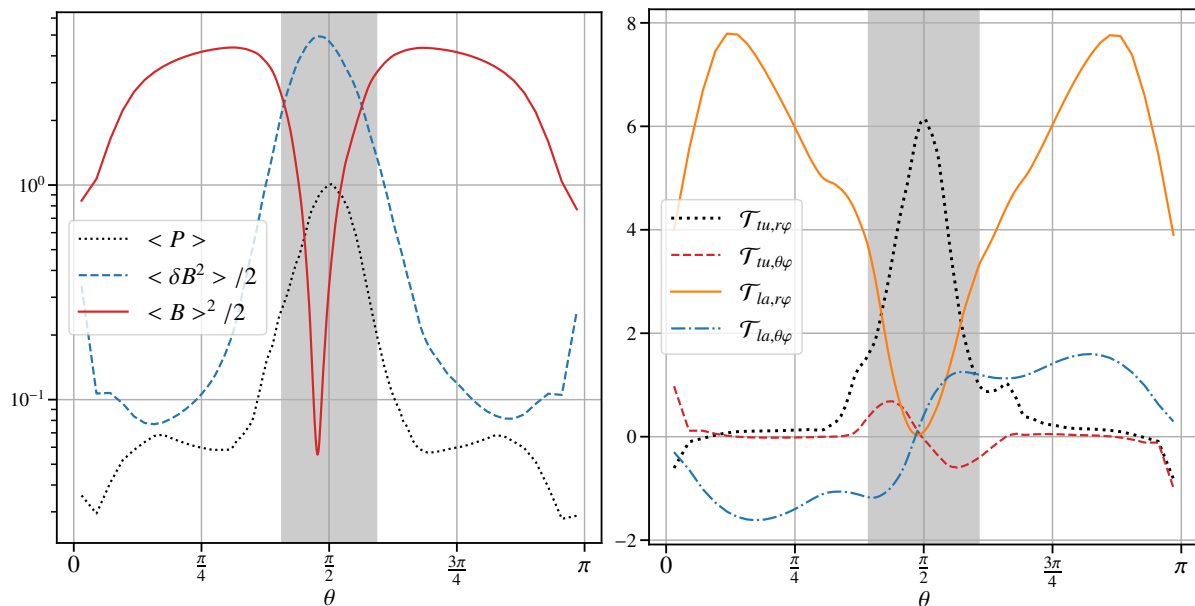 10⁰
10⁻¹
< P >
< δB² > /2
< B >² /2
0
π/4
π/2
3π/4
π
θ
8
6
4
2
0
−2
𝒯tu,rφ
𝒯tu,θφ
𝒯la,rφ
𝒯la,θφ
0
π/4
π/2
3π/4
π
θ